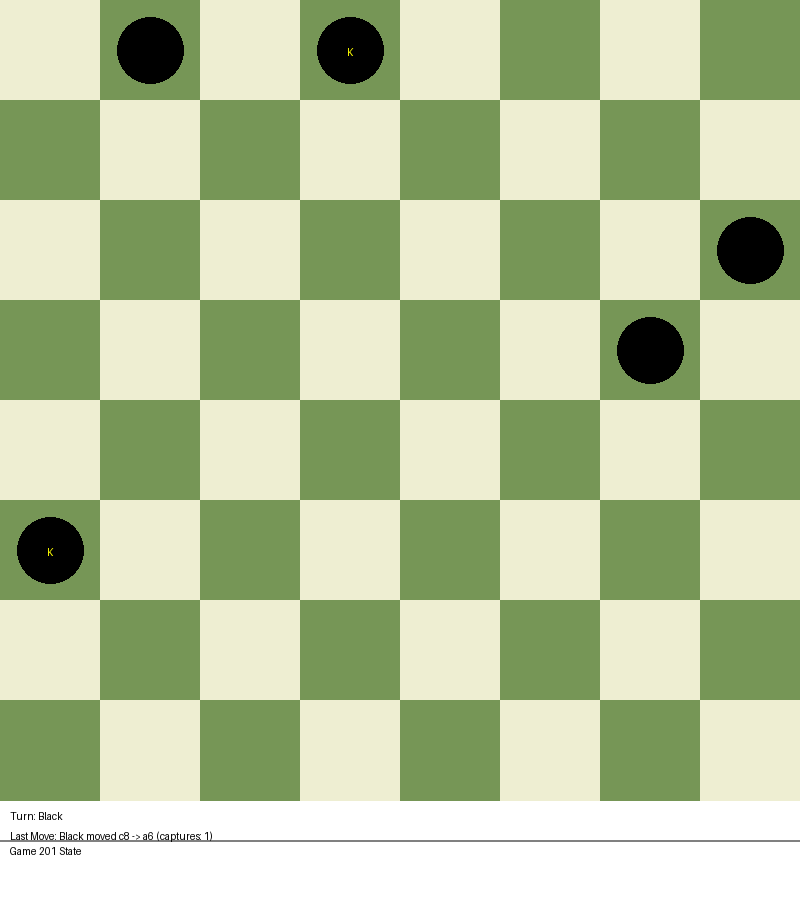 K
K
Turn: Black
Last Move: Black moved c8 -> a6 (captures: 1)
Game 201 State